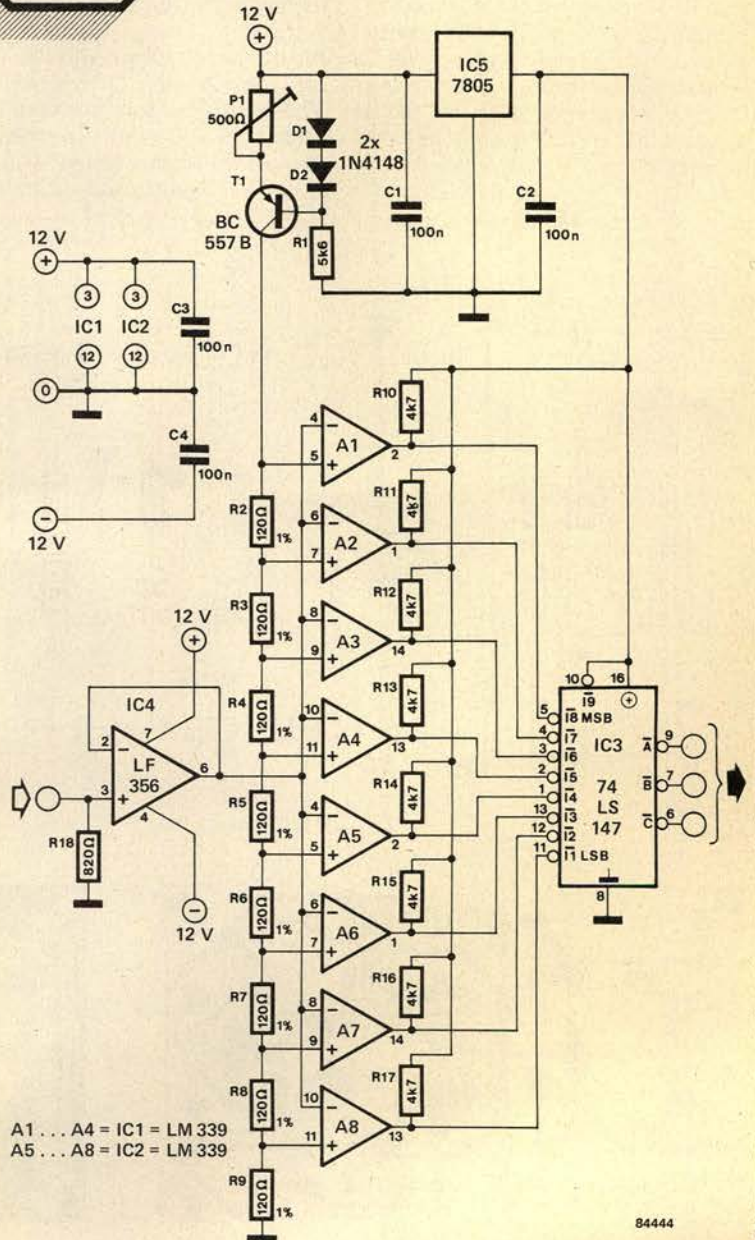 12 V
+
P1
500Ω
D1
2x
1N4148
D2
T1
BC
557 B
R1
5k6
C1
100n
IC5
7805
C2
100n
12 V
+
3
3
IC1
IC2
12
12
C3
100n
0
C4
100n
−
12 V
R2
120Ω
1%
R3
120Ω
1%
R4
120Ω
1%
R5
120Ω
1%
R6
120Ω
1%
R7
120Ω
1%
R8
120Ω
1%
R9
120Ω
1%
4
−
A1
5
+
2
R10
4k7
6
−
A2
7
+
1
R11
4k7
8
−
A3
9
+
14
R12
4k7
10
−
A4
11
+
13
R13
4k7
4
−
A5
5
+
2
R14
4k7
6
−
A6
7
+
1
R15
4k7
8
−
A7
9
+
14
R16
4k7
10
−
A8
11
+
13
R17
4k7
12 V
+
IC4
2
−
7
LF
356
6
3
+
4
R18
820Ω
−
12 V
10
I9
16
+
5
I8 MSB
4
I7
3
I6
2
I5
1
I4
13
I3
12
I2
11
I1 LSB
IC3
74
LS
147
A
9
B
7
C
6
8
A1 . . . A4 = IC1 = LM 339
A5 . . . A8 = IC2 = LM 339
84444